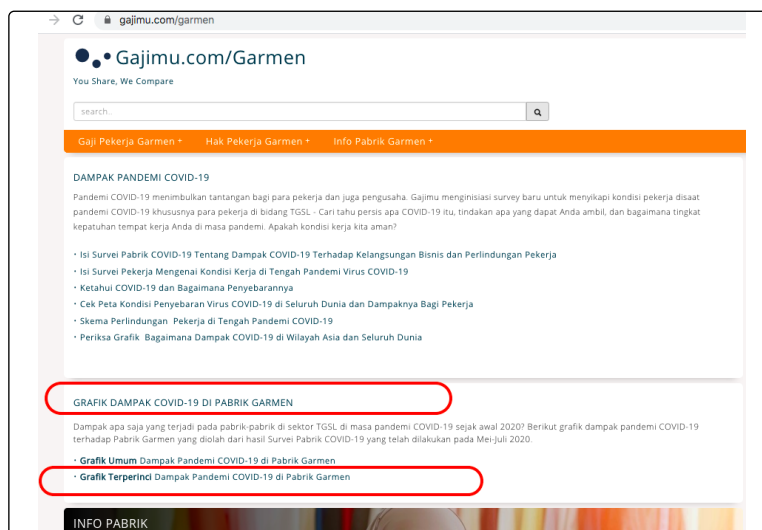 gajimu.com/garmen
Gajimu.com/Garmen
You Share, We Compare
search..
Gaji Pekerja Garmen + Hak Pekerja Garmen + Info Pabrik Garmen +
DAMPAK PANDEMI COVID-19
Pandemi COVID-19 menimbulkan tantangan bagi para pekerja dan juga pengusaha. Gajimu menginisiasi survey baru untuk menyikapi kondisi pekerja disaat
pandemi COVID-19 khususnya para pekerja di bidang TGSL - Cari tahu persis apa COVID-19 itu, tindakan apa yang dapat Anda ambil, dan bagaimana tingkat
kepatuhan tempat kerja Anda di masa pandemi. Apakah kondisi kerja kita aman?
· Isi Survei Pabrik COVID-19 Tentang Dampak COVID-19 Terhadap Kelangsungan Bisnis dan Perlindungan Pekerja
· Isi Survei Pekerja Mengenai Kondisi Kerja di Tengah Pandemi Virus COVID-19
· Ketahui COVID-19 dan Bagaimana Penyebarannya
· Cek Peta Kondisi Penyebaran Virus COVID-19 di Seluruh Dunia dan Dampaknya Bagi Pekerja
· Skema Perlindungan Pekerja di Tengah Pandemi COVID-19
· Periksa Grafik Bagaimana Dampak COVID-19 di Wilayah Asia dan Seluruh Dunia
GRAFIK DAMPAK COVID-19 DI PABRIK GARMEN
Dampak apa saja yang terjadi pada pabrik-pabrik di sektor TGSL di masa pandemi COVID-19 sejak awal 2020? Berikut grafik dampak pandemi COVID-19
terhadap Pabrik Garmen yang diolah dari hasil Survei Pabrik COVID-19 yang telah dilakukan pada Mei-Juli 2020.
· Grafik Umum Dampak Pandemi COVID-19 di Pabrik Garmen
· Grafik Terperinci Dampak Pandemi COVID-19 di Pabrik Garmen
INFO PABRIK